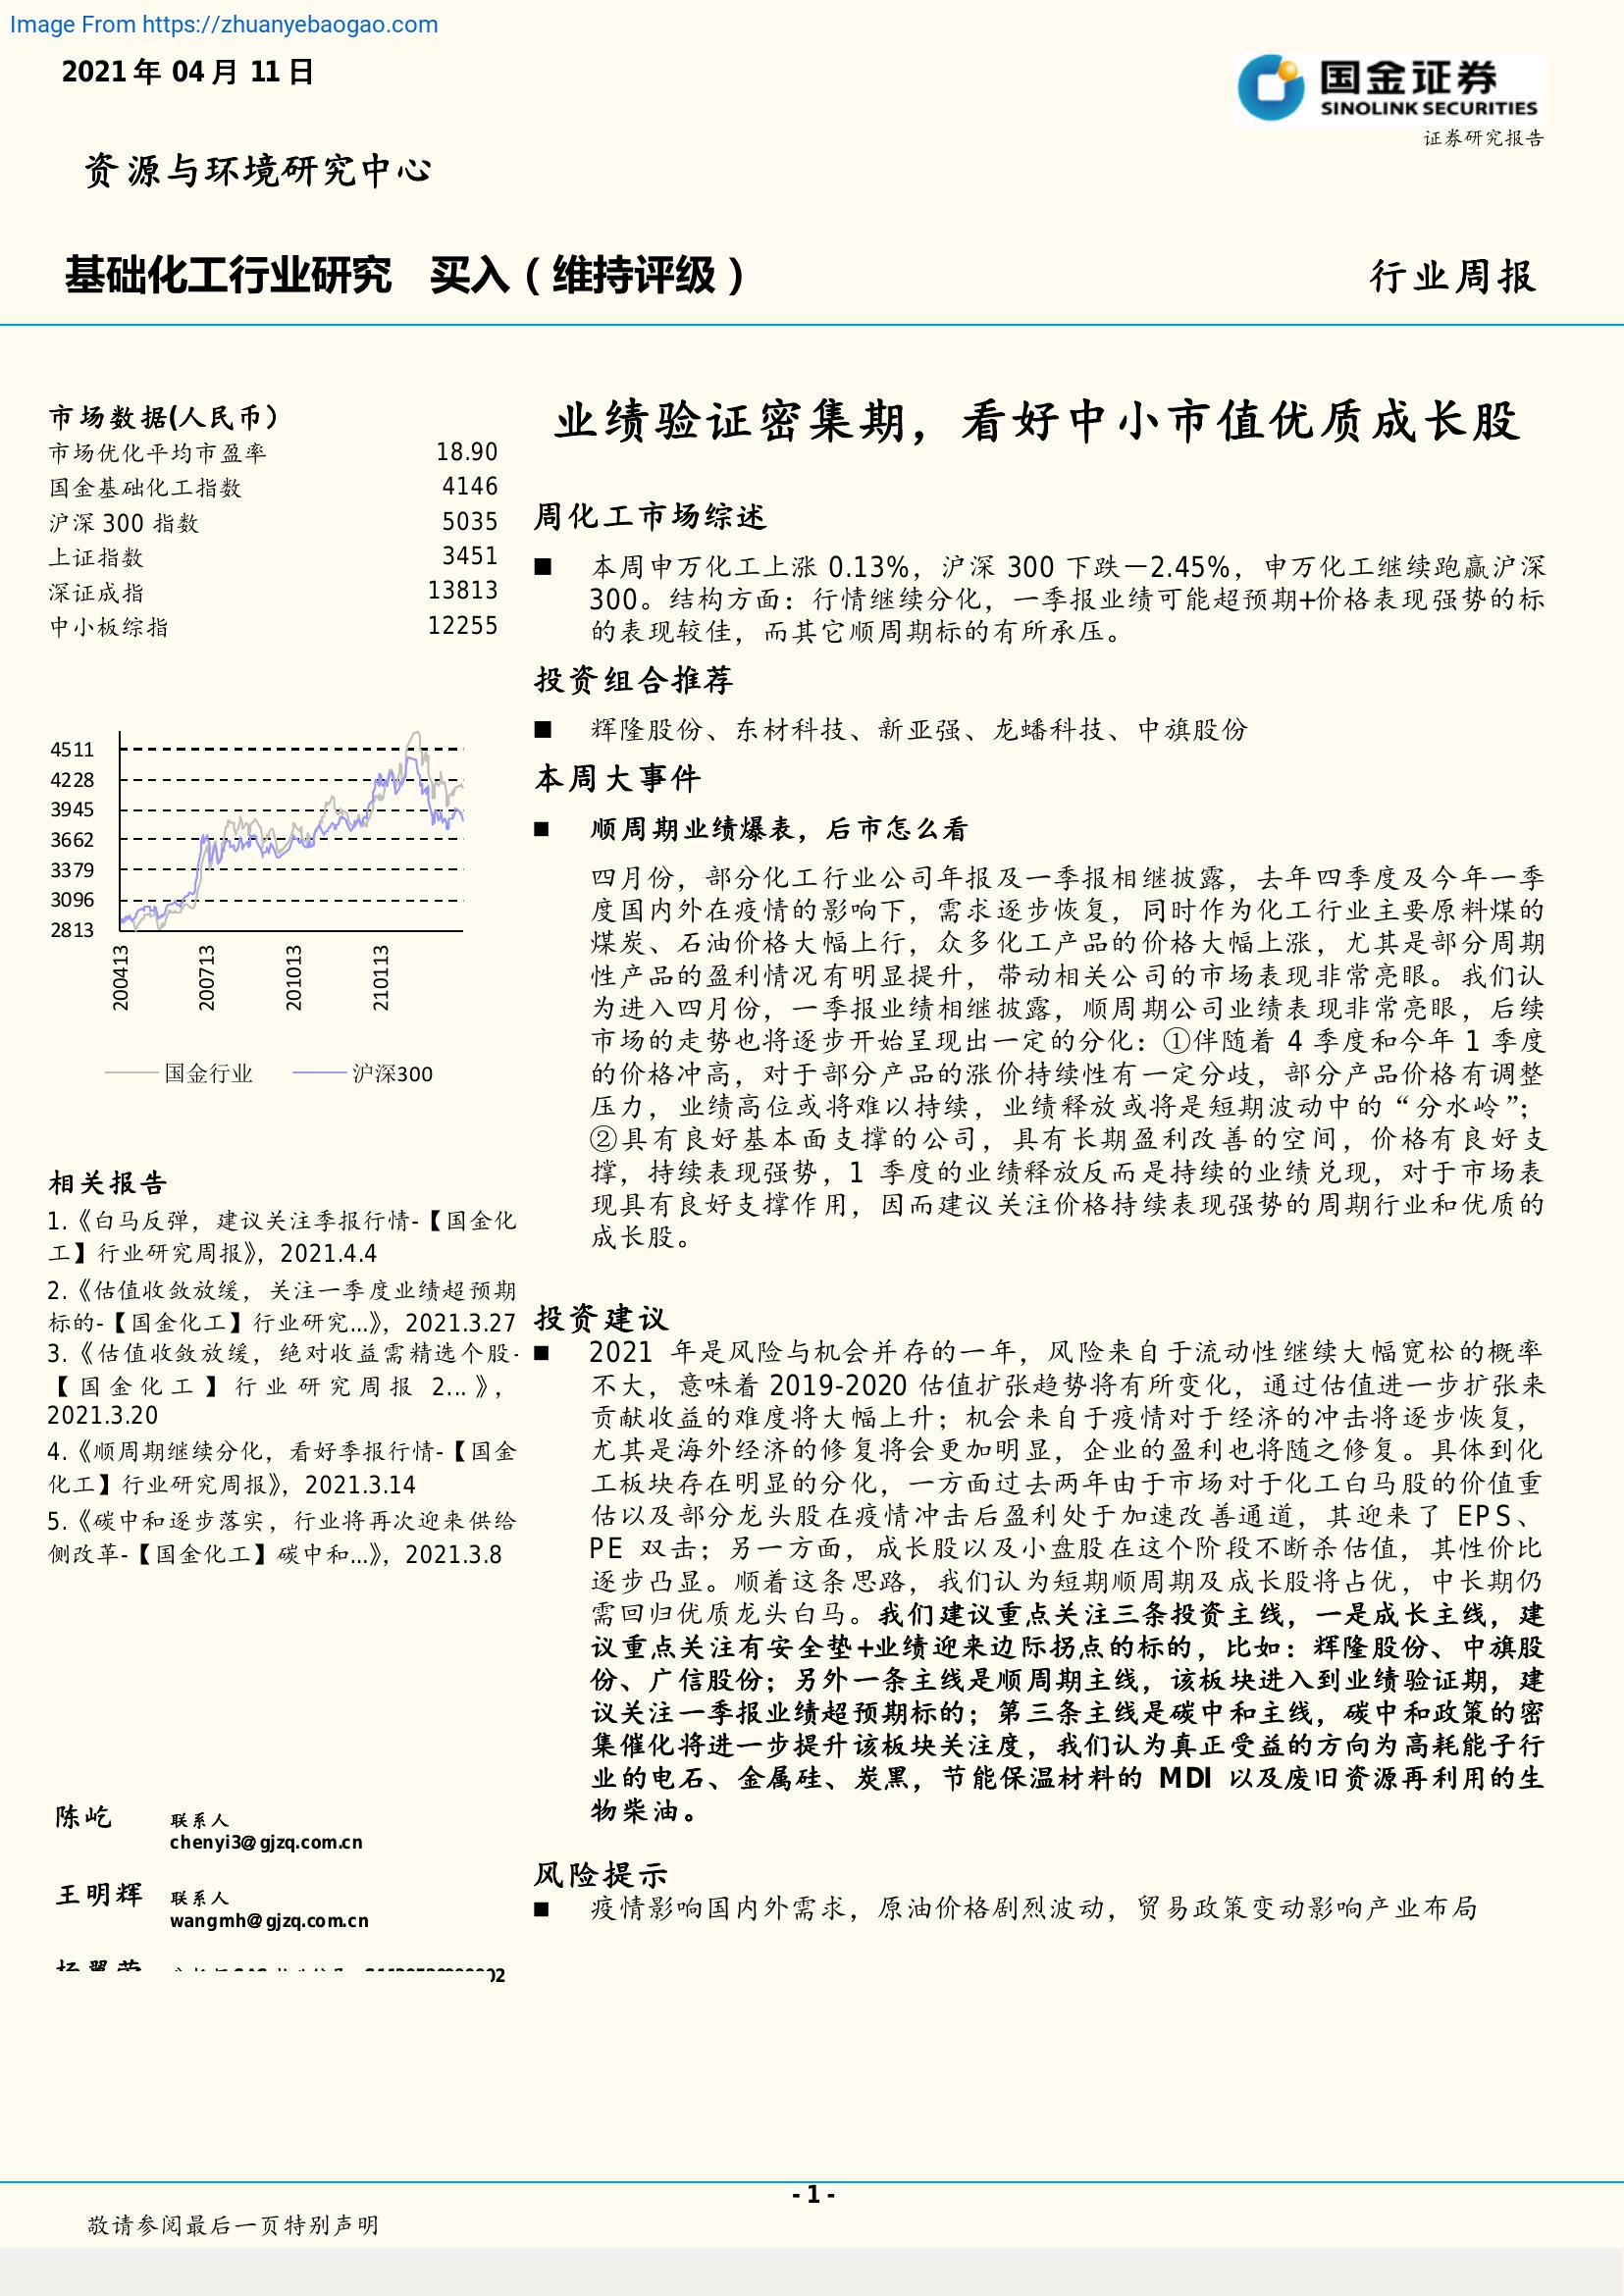 Image From https://zhuanyebaogao.com
2021年 04月 11日
国金证券
SINOLINK SECURITIES
证券研究报告
资源与环境研究中心
基础化工行业研究 买入（维持评级）
行业周报
市场数据(人民币）
市场优化平均市盈率 18.90
国金基础化工指数 4146
沪深 300 指数 5035
上证指数 3451
深证成指 13813
中小板综指 12255
4511
4228
3945
3662
3379
3096
2813
200413
200713
201013
210113
国金行业 沪深300
相关报告
1.《白马反弹，建议关注季报行情-【国金化
工】行业研究周报》，2021.4.4
2.《估值收敛放缓，关注一季度业绩超预期
标的-【国金化工】行业研究...》，2021.3.27
3.《估值收敛放缓，绝对收益需精选个股-
【国金化工】行业研究周报 2...》，
2021.3.20
4.《顺周期继续分化，看好季报行情-【国金
化工】行业研究周报》，2021.3.14
5.《碳中和逐步落实，行业将再次迎来供给
侧改革-【国金化工】碳中和...》，2021.3.8
陈屹 联系人
chenyi3@gjzq.com.cn
王明辉 联系人
wangmh@gjzq.com.cn
业绩验证密集期，看好中小市值优质成长股
周化工市场综述
■ 本周申万化工上涨 0.13%，沪深 300 下跌－2.45%，申万化工继续跑赢沪深
300。结构方面：行情继续分化，一季报业绩可能超预期+价格表现强势的标
的表现较佳，而其它顺周期标的有所承压。
投资组合推荐
■ 辉隆股份、东材科技、新亚强、龙蟠科技、中旗股份
本周大事件
■ 顺周期业绩爆表，后市怎么看
四月份，部分化工行业公司年报及一季报相继披露，去年四季度及今年一季
度国内外在疫情的影响下，需求逐步恢复，同时作为化工行业主要原料煤的
煤炭、石油价格大幅上行，众多化工产品的价格大幅上涨，尤其是部分周期
性产品的盈利情况有明显提升，带动相关公司的市场表现非常亮眼。我们认
为进入四月份，一季报业绩相继披露，顺周期公司业绩表现非常亮眼，后续
市场的走势也将逐步开始呈现出一定的分化：①伴随着 4 季度和今年 1 季度
的价格冲高，对于部分产品的涨价持续性有一定分歧，部分产品价格有调整
压力，业绩高位或将难以持续，业绩释放或将是短期波动中的“分水岭”；
②具有良好基本面支撑的公司，具有长期盈利改善的空间，价格有良好支
撑，持续表现强势，1 季度的业绩释放反而是持续的业绩兑现，对于市场表
现具有良好支撑作用，因而建议关注价格持续表现强势的周期行业和优质的
成长股。
投资建议
■ 2021 年是风险与机会并存的一年，风险来自于流动性继续大幅宽松的概率
不大，意味着 2019-2020 估值扩张趋势将有所变化，通过估值进一步扩张来
贡献收益的难度将大幅上升；机会来自于疫情对于经济的冲击将逐步恢复，
尤其是海外经济的修复将会更加明显，企业的盈利也将随之修复。具体到化
工板块存在明显的分化，一方面过去两年由于市场对于化工白马股的价值重
估以及部分龙头股在疫情冲击后盈利处于加速改善通道，其迎来了 EPS、
PE 双击；另一方面，成长股以及小盘股在这个阶段不断杀估值，其性价比
逐步凸显。顺着这条思路，我们认为短期顺周期及成长股将占优，中长期仍
需回归优质龙头白马。我们建议重点关注三条投资主线，一是成长主线，建
议重点关注有安全垫+业绩迎来边际拐点的标的，比如：辉隆股份、中旗股
份、广信股份；另外一条主线是顺周期主线，该板块进入到业绩验证期，建
议关注一季报业绩超预期标的；第三条主线是碳中和主线，碳中和政策的密
集催化将进一步提升该板块关注度，我们认为真正受益的方向为高耗能子行
业的电石、金属硅、炭黑，节能保温材料的 MDI 以及废旧资源再利用的生
物柴油。
风险提示
■ 疫情影响国内外需求，原油价格剧烈波动，贸易政策变动影响产业布局
- 1 -
敬请参阅最后一页特别声明